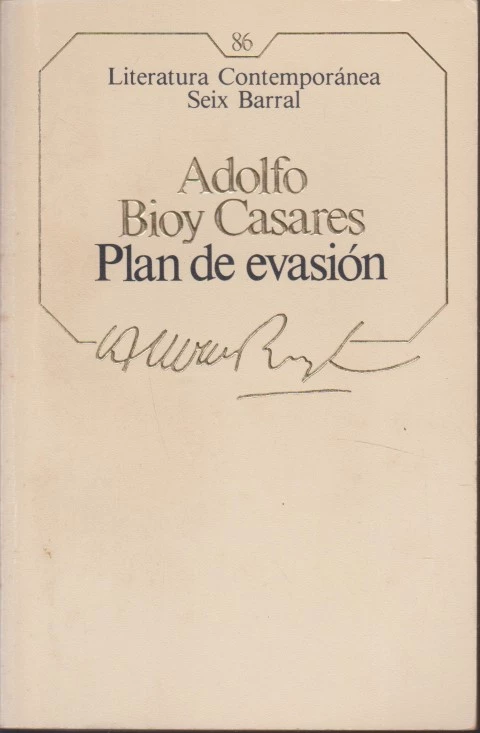 86
Literatura Contemporánea
Seix Barral
Adolfo
Bioy Casares
Plan de evasión